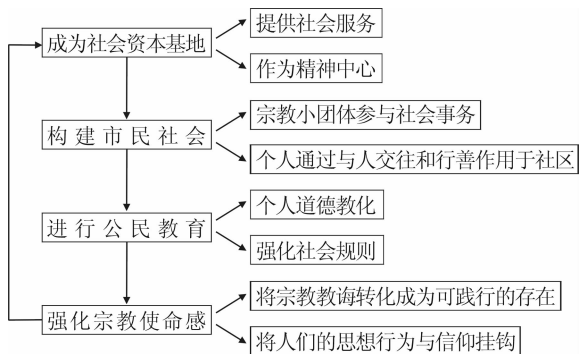 成为社会资本基地
提供社会服务
作为精神中心
构建市民社会
宗教小团体参与社会事务
个人通过与人交往和行善作用于社区
进行公民教育
个人道德教化
强化社会规则
强化宗教使命感
将宗教教诲转化成为可践行的存在
将人们的思想行为与信仰挂钩